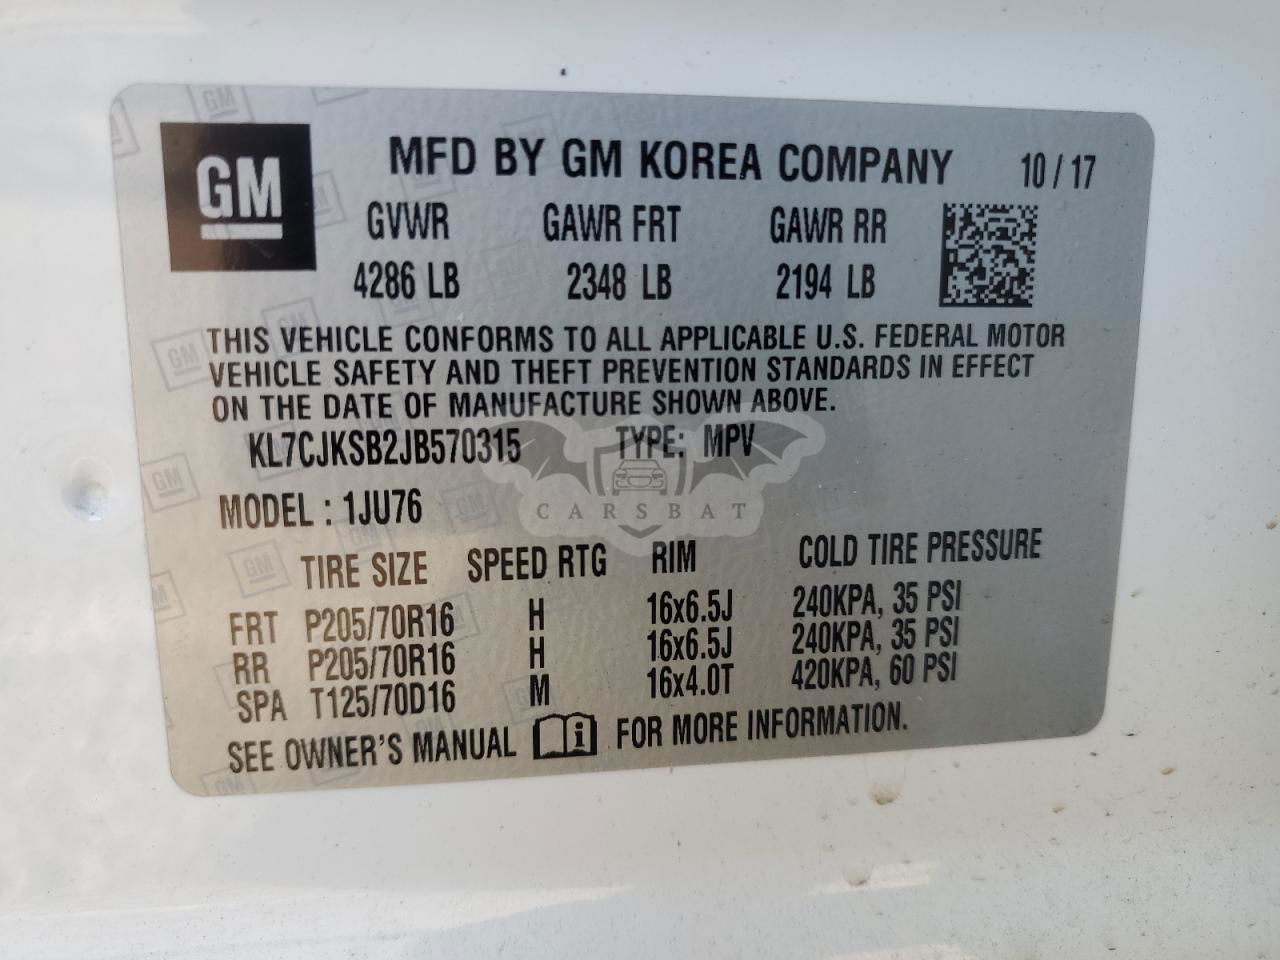 GM
MFD BY GM KOREA COMPANY 10 / 17
GVWR GAWR FRT GAWR RR
4286 LB 2348 LB 2194 LB
THIS VEHICLE CONFORMS TO ALL APPLICABLE U.S. FEDERAL MOTOR
VEHICLE SAFETY AND THEFT PREVENTION STANDARDS IN EFFECT
ON THE DATE OF MANUFACTURE SHOWN ABOVE.
KL7CJKSB2JB570315 TYPE: MPV
CARSBAT
MODEL : 1JU76
TIRE SIZE SPEED RTG RIM COLD TIRE PRESSURE
FRT P205/70R16 H 16x6.5J 240KPA, 35 PSI
RR P205/70R16 H 16x6.5J 240KPA, 35 PSI
SPA T125/70D16 M 16x4.0T 420KPA, 60 PSI
SEE OWNER'S MANUAL i FOR MORE INFORMATION.